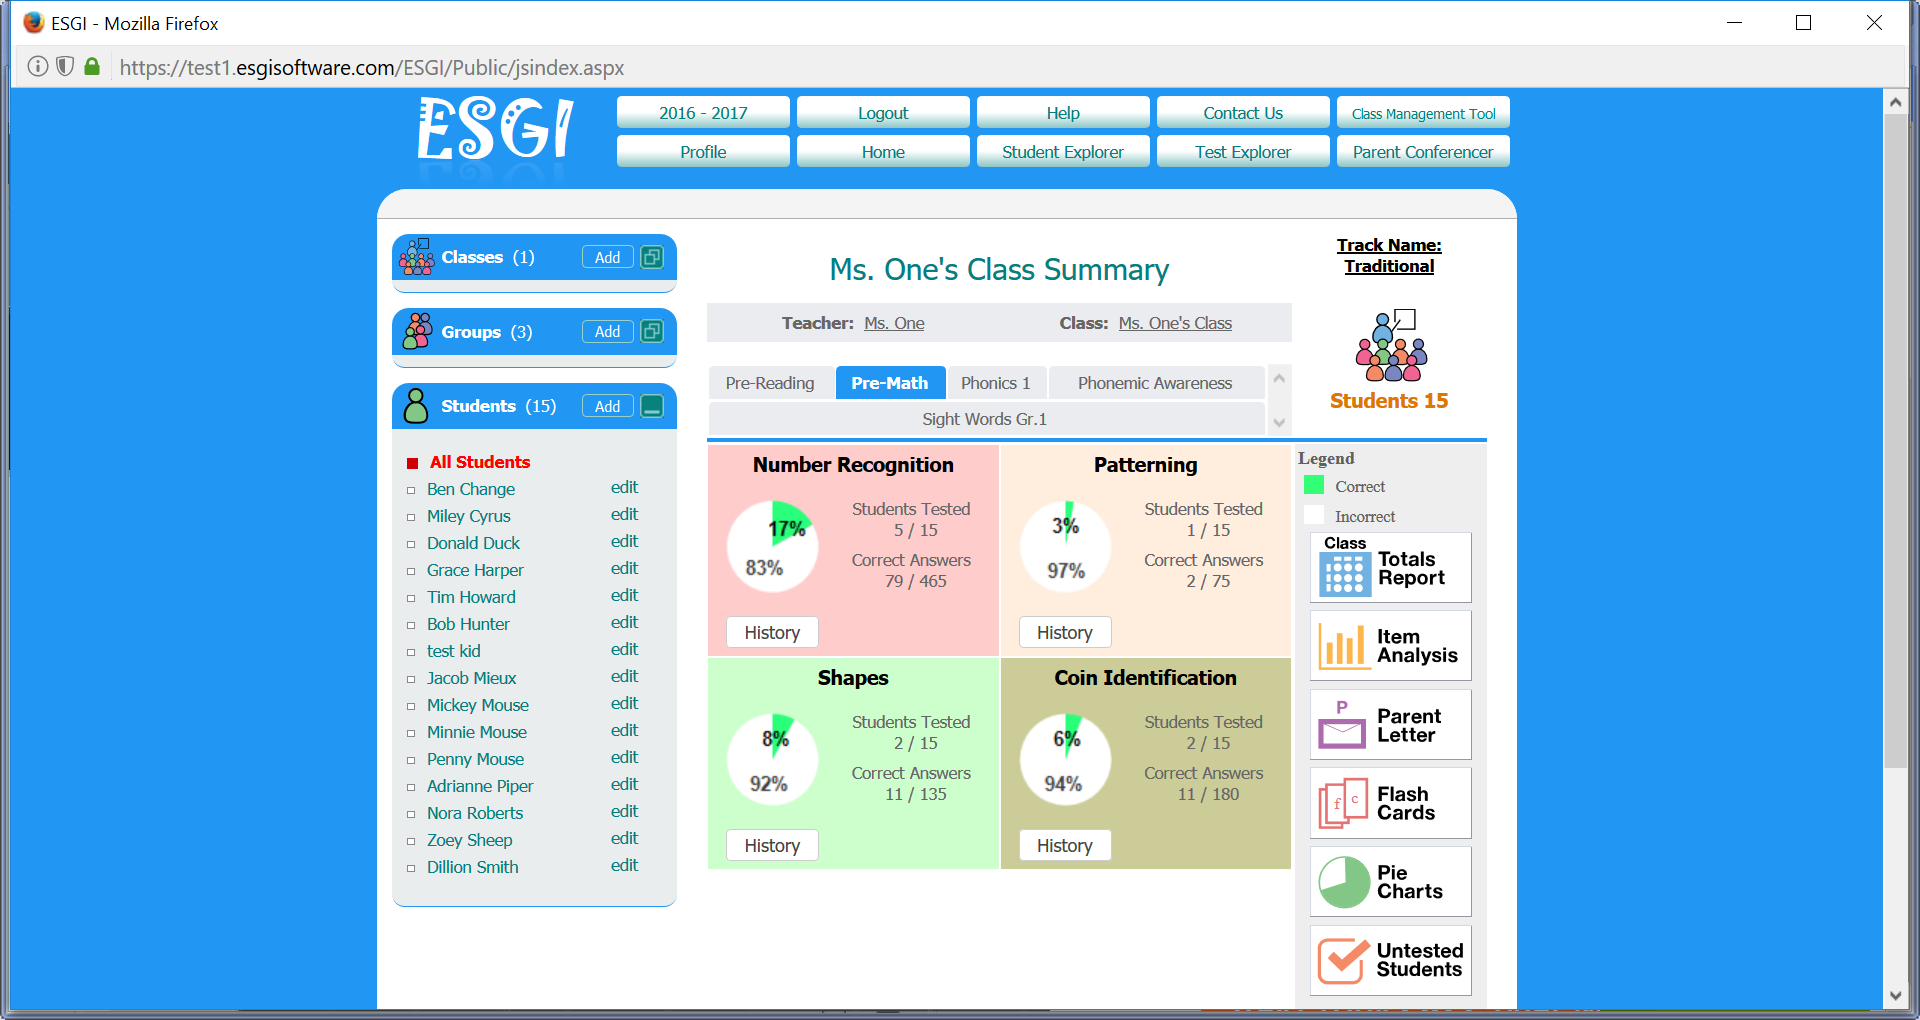 ESGI - Mozilla Firefox
https://test1.esgisoftware.com/ESGI/Public/jsindex.aspx
ESGI
2016 - 2017
Logout
Help
Contact Us
Class Management Tool
Profile
Home
Student Explorer
Test Explorer
Parent Conferencer
Classes (1)
Add
Groups (3)
Add
Students (15)
Add
All Students
Ben Change edit
Miley Cyrus edit
Donald Duck edit
Grace Harper edit
Tim Howard edit
Bob Hunter edit
test kid edit
Jacob Mieux edit
Mickey Mouse edit
Minnie Mouse edit
Penny Mouse edit
Adrianne Piper edit
Nora Roberts edit
Zoey Sheep edit
Dillion Smith edit
Ms. One's Class Summary
Teacher: Ms. One
Class: Ms. One's Class
Pre-Reading
Pre-Math
Phonics 1
Phonemic Awareness
Sight Words Gr.1
Number Recognition
17%
83%
Students Tested
5 / 15
Correct Answers
79 / 465
History
Patterning
3%
97%
Students Tested
1 / 15
Correct Answers
2 / 75
History
Shapes
8%
92%
Students Tested
2 / 15
Correct Answers
11 / 135
History
Coin Identification
6%
94%
Students Tested
2 / 15
Correct Answers
11 / 180
History
Track Name:
Traditional
Students 15
Legend
Correct
Incorrect
Class
Totals
Report
Item
Analysis
P
Parent
Letter
f c
Flash
Cards
Pie
Charts
Untested
Students